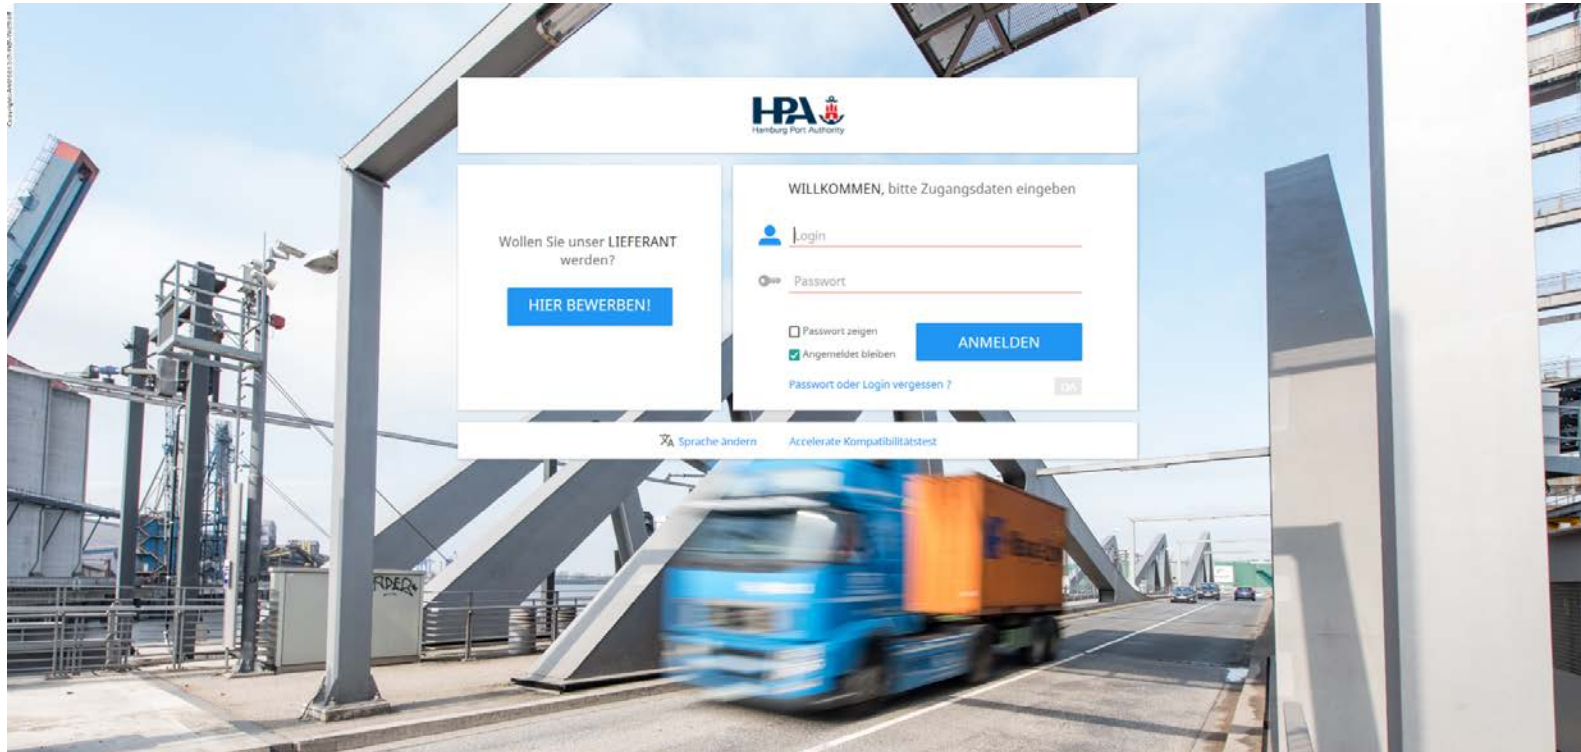 HPA
Hamburg Port Authority
WILLKOMMEN, bitte Zugangsdaten eingeben
Wollen Sie unser LIEFERANT
werden?
HIER BEWERBEN!
Login
Passwort
Passwort zeigen
Angemeldet bleiben
ANMELDEN
Passwort oder Login vergessen ?
Sprache ändern
Accelerate Kompatibilitätstest